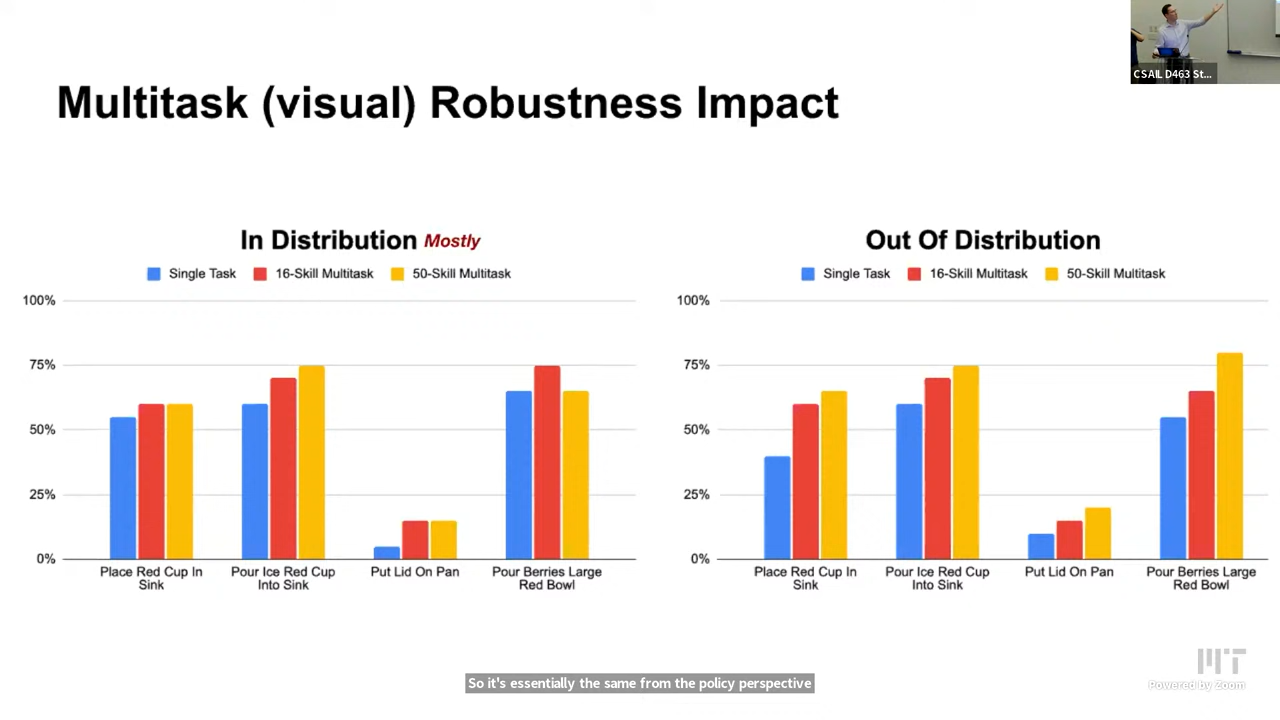 CSAIL D463 St...
Multitask (visual) Robustness Impact
In Distribution Mostly
Single Task 16-Skill Multitask 50-Skill Multitask
100%
75%
50%
25%
0%
Place Red Cup In
Sink
Pour Ice Red Cup
Into Sink
Put Lid On Pan
Pour Berries Large
Red Bowl
Out Of Distribution
Single Task 16-Skill Multitask 50-Skill Multitask
100%
75%
50%
25%
0%
Place Red Cup In
Sink
Pour Ice Red Cup
Into Sink
Put Lid On Pan
Pour Berries Large
Red Bowl
MIT
Powered by Zoom
So it's essentially the same from the policy perspective